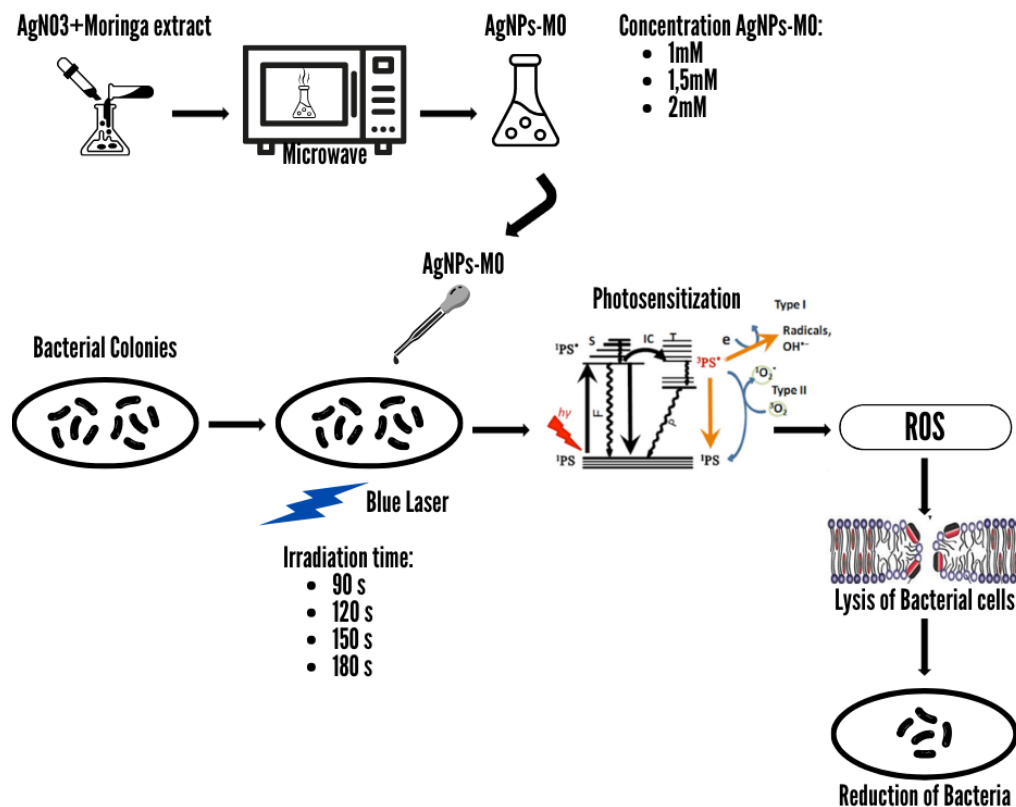 AgNO3+Moringa extract
Microwave
AgNPs-MO
Concentration AgNPs-MO:
• 1mM
• 1,5mM
• 2mM
AgNPs-MO
Bacterial Colonies
Blue Laser
Irradiation time:
• 90 s
• 120 s
• 150 s
• 180 s
Photosensitization
Type I
Radicals,
OH•−
¹PS*
S
IC
T
³PS*
e
¹O₂*
Type II
³O₂
hγ
F
P
¹PS
¹PS
ROS
Lysis of Bacterial cells
Reduction of Bacteria